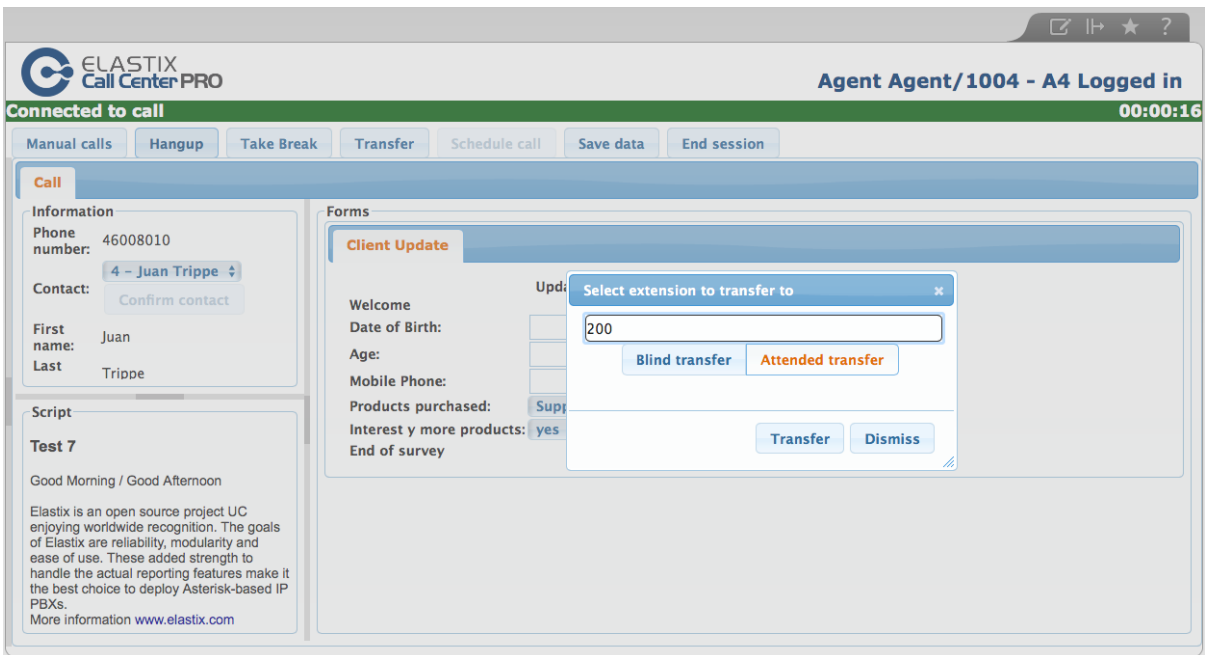 ELASTIX
Call Center PRO
Agent Agent/1004 - A4 Logged in
Connected to call
00:00:16
Manual calls
Hangup
Take Break
Transfer
Schedule call
Save data
End session
Call
Information
Phone
number:
46008010
Contact:
4 - Juan Trippe
Confirm contact
First
name:
Juan
Last
Trippe
Script
Test 7
Good Morning / Good Afternoon
Elastix is an open source project UC
enjoying worldwide recognition. The goals
of Elastix are reliability, modularity and
ease of use. These added strength to
handle the actual reporting features make it
the best choice to deploy Asterisk-based IP
PBXs.
More information www.elastix.com
Forms
Client Update
Welcome
Date of Birth:
Age:
Mobile Phone:
Products purchased:
Interest y more products: yes
End of survey
Select extension to transfer to
×
200
Blind transfer
Attended transfer
Transfer
Dismiss